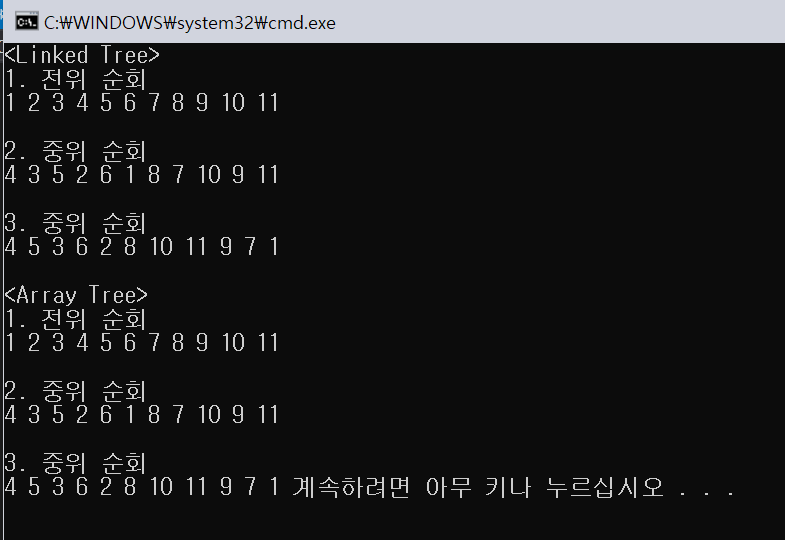 C:\WINDOWS\system32\cmd.exe
<Linked Tree>
1. 전위 순회
1 2 3 4 5 6 7 8 9 10 11
2. 중위 순회
4 3 5 2 6 1 8 7 10 9 11
3. 중위 순회
4 5 3 6 2 8 10 11 9 7 1
<Array Tree>
1. 전위 순회
1 2 3 4 5 6 7 8 9 10 11
2. 중위 순회
4 3 5 2 6 1 8 7 10 9 11
3. 중위 순회
4 5 3 6 2 8 10 11 9 7 1 계속하려면 아무 키나 누르십시오 . . .